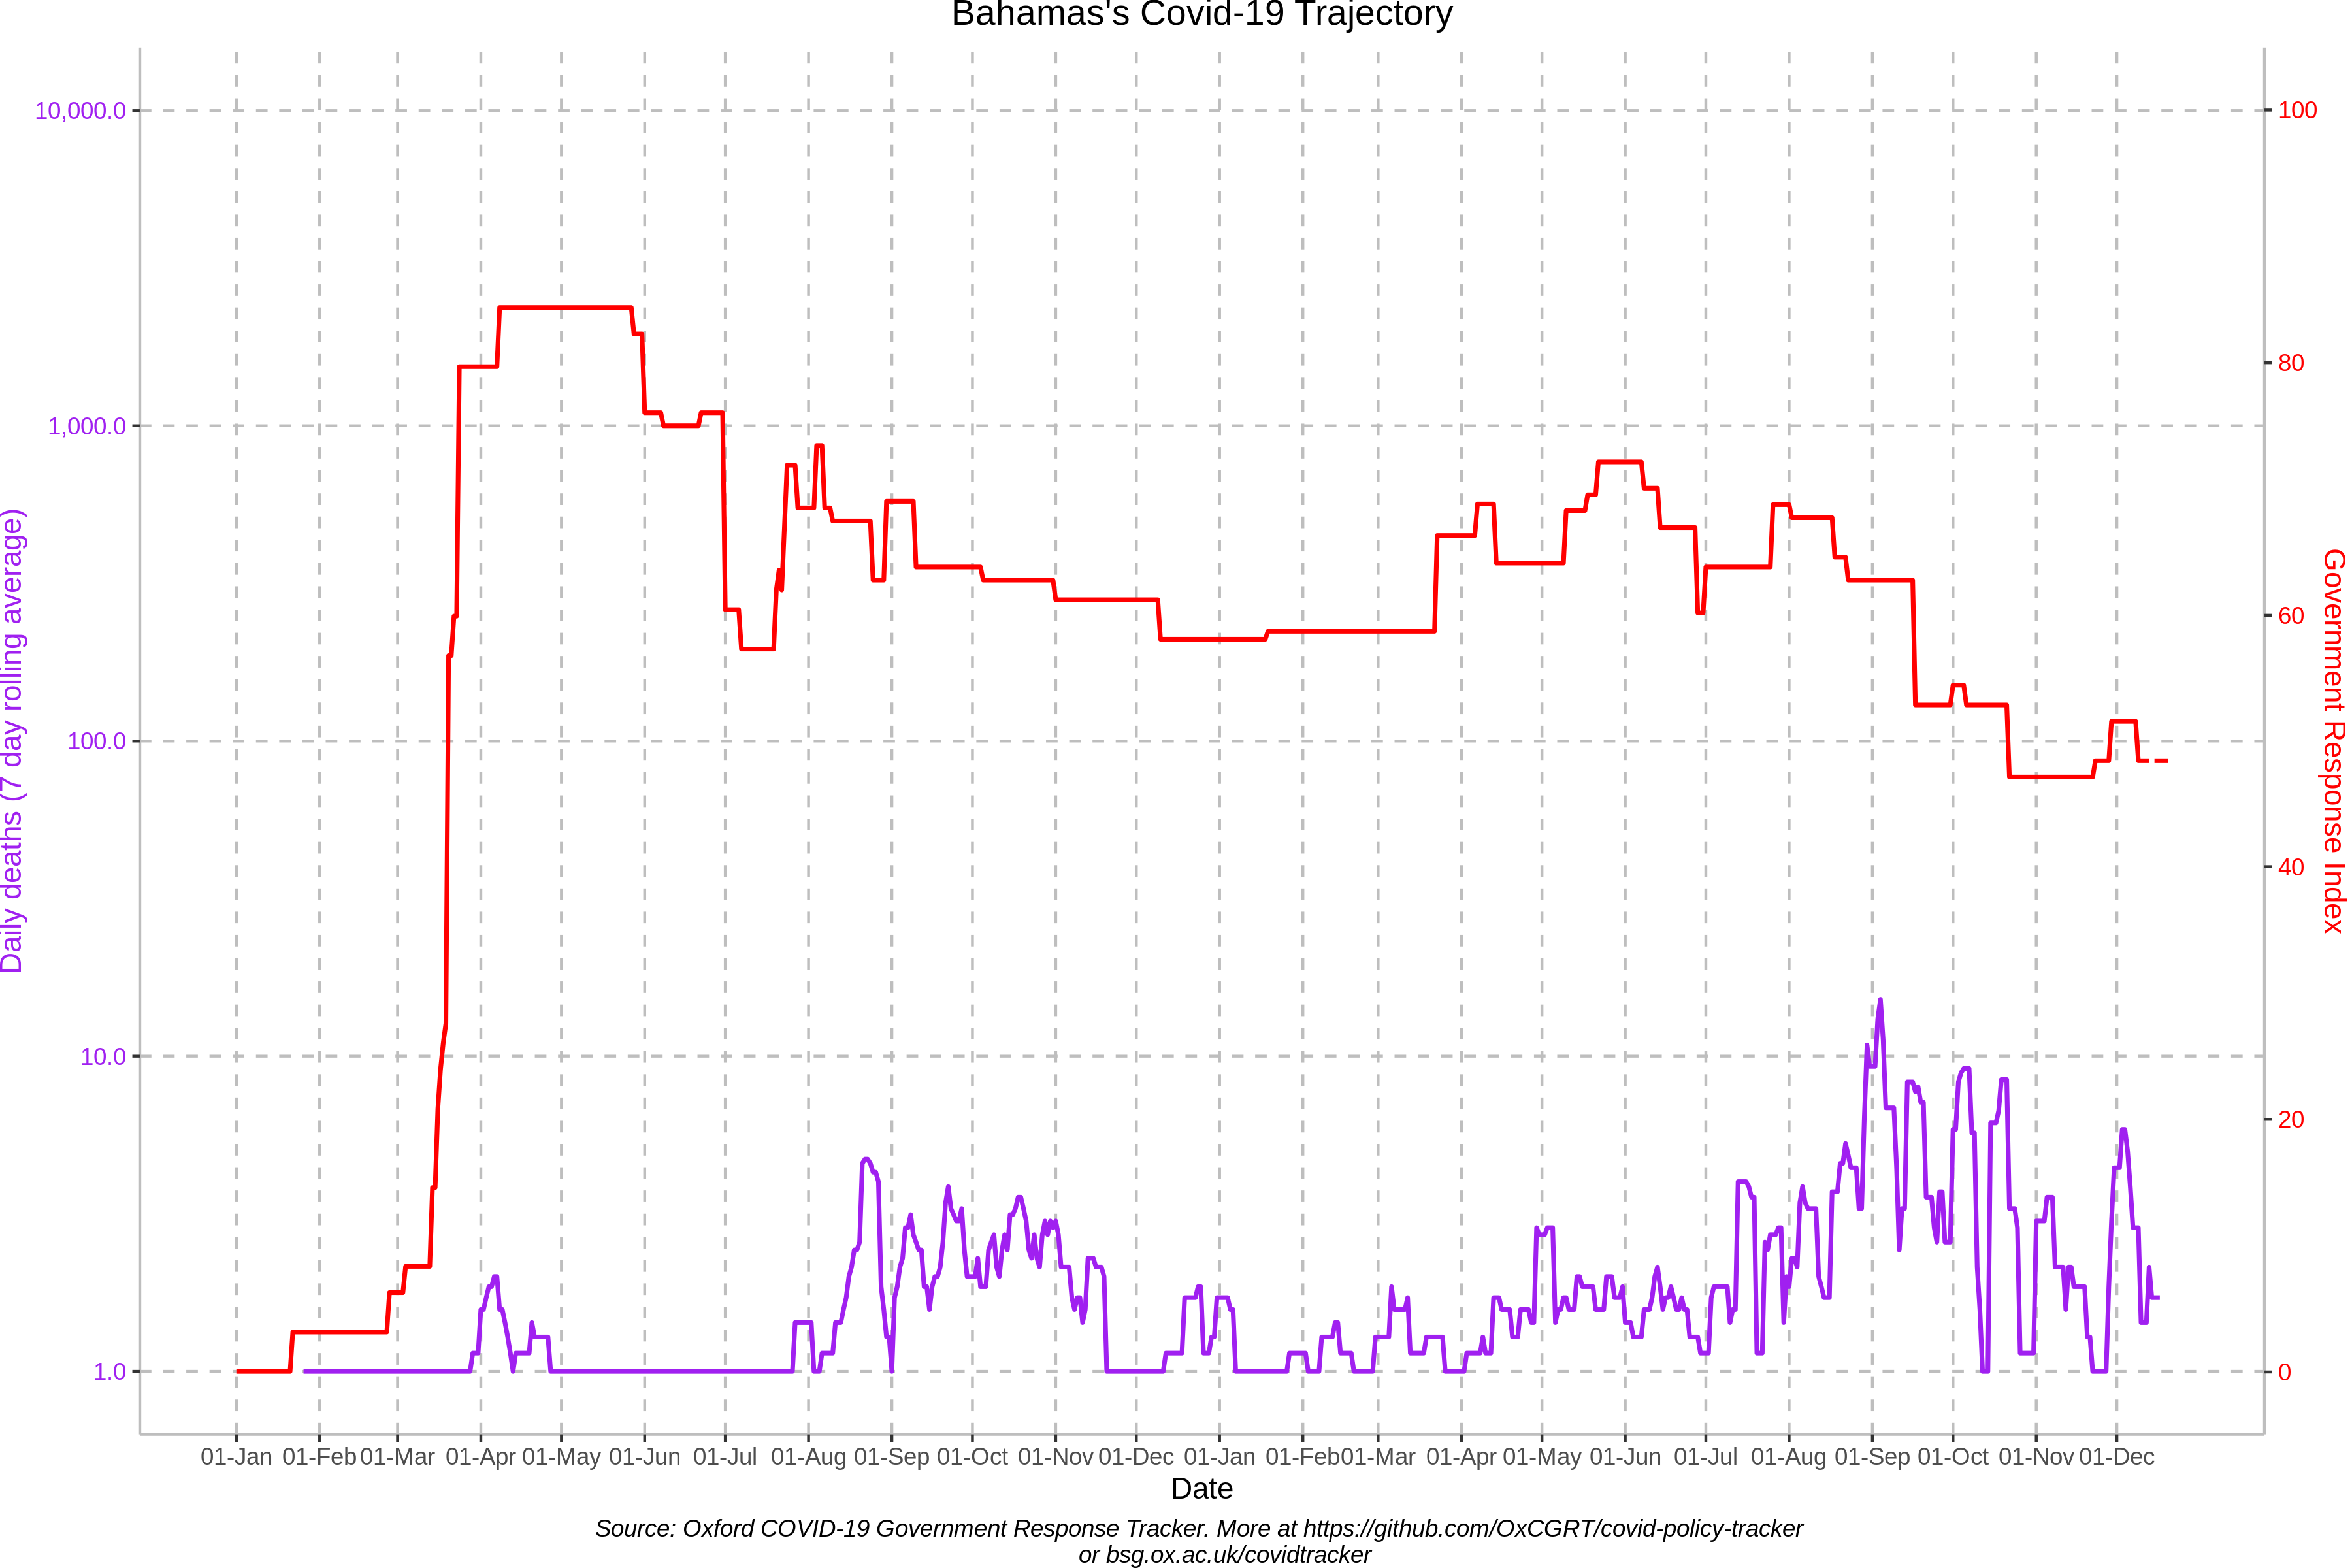 Bahamas's Covid-19 Trajectory
10,000.0
1,000.0
100.0
10.0
1.0
Daily deaths (7 day rolling average)
100
80
60
40
20
0
Government Response Index
01-Jan 01-Feb 01-Mar 01-Apr 01-May 01-Jun 01-Jul 01-Aug 01-Sep 01-Oct 01-Nov 01-Dec 01-Jan 01-Feb 01-Mar 01-Apr 01-May 01-Jun 01-Jul 01-Aug 01-Sep 01-Oct 01-Nov 01-Dec
Date
Source: Oxford COVID-19 Government Response Tracker. More at https://github.com/OxCGRT/covid-policy-tracker
or bsg.ox.ac.uk/covidtracker